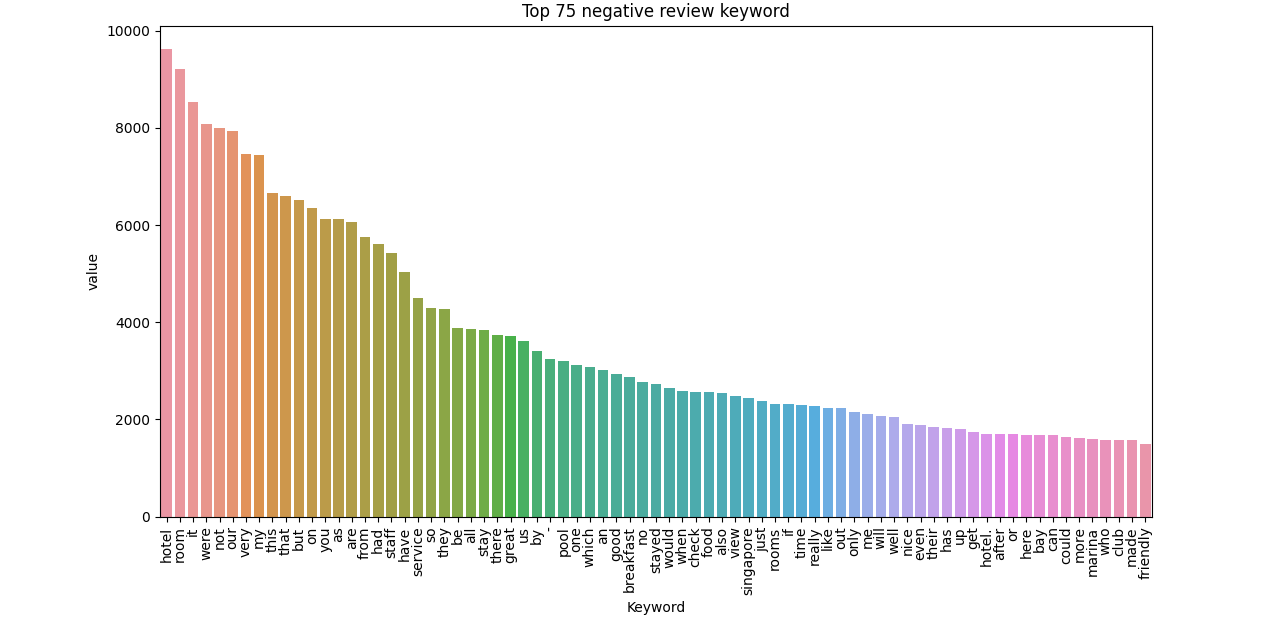 Top 75 negative review keyword
10000
8000
6000
4000
2000
0
value
hotel
room
it
were
not
our
very
my
this
that
but
on
you
as
are
from
had
staff
have
service
so
they
be
all
stay
there
great
us
by
-
pool
one
which
an
good
breakfast
no
stayed
would
when
check
food
also
view
singapore
just
rooms
if
time
really
like
out
only
me
will
well
nice
even
their
has
up
get
hotel.
after
or
here
bay
can
could
more
marina
who
club
made
friendly
Keyword